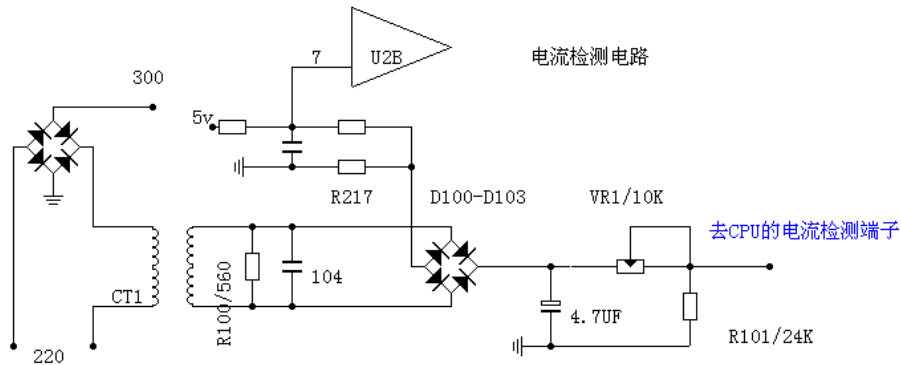 7
U2B
电流检测电路
300
5v
R217
D100-D103
VR1/10K
去CPU的电流检测端子
R100/560
104
CT1
4.7UF
R101/24K
220